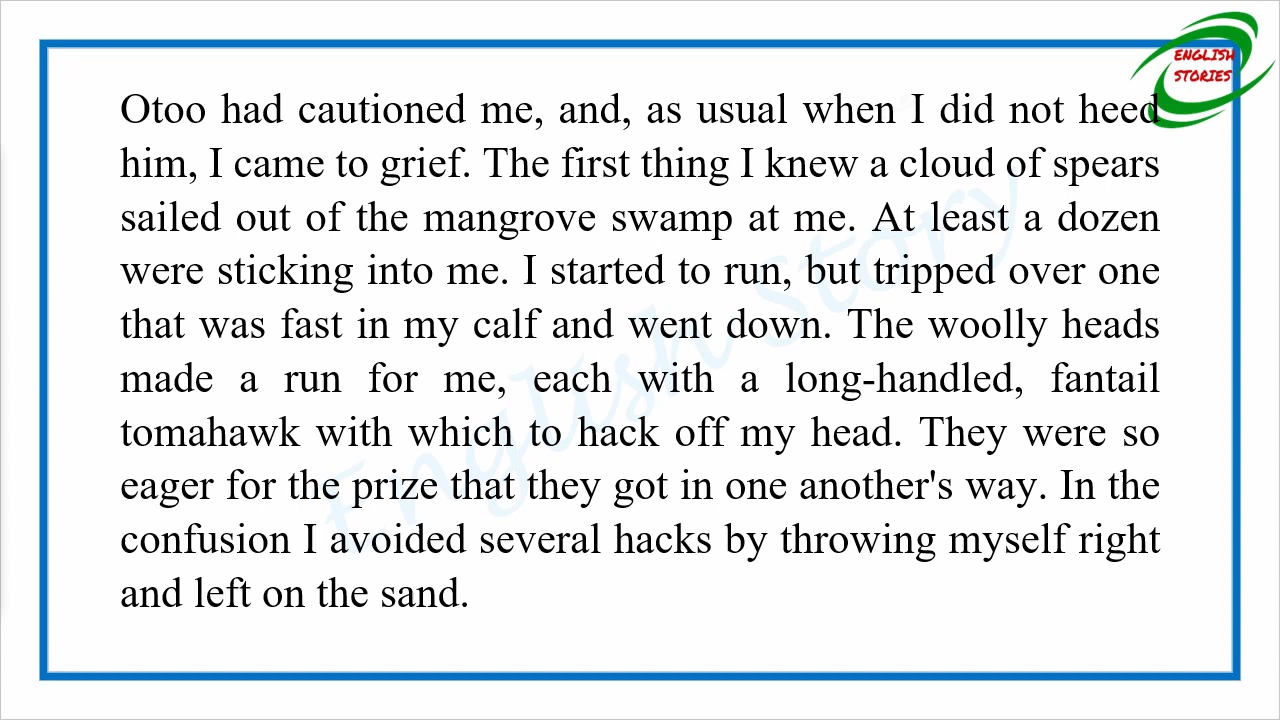 ENGLISH
STORIES
Otoo had cautioned me, and, as usual when I did not heed
him, I came to grief. The first thing I knew a cloud of spears
sailed out of the mangrove swamp at me. At least a dozen
were sticking into me. I started to run, but tripped over one
that was fast in my calf and went down. The woolly heads
made a run for me, each with a long-handled, fantail
tomahawk with which to hack off my head. They were so
eager for the prize that they got in one another's way. In the
confusion I avoided several hacks by throwing myself right
and left on the sand.
English Story